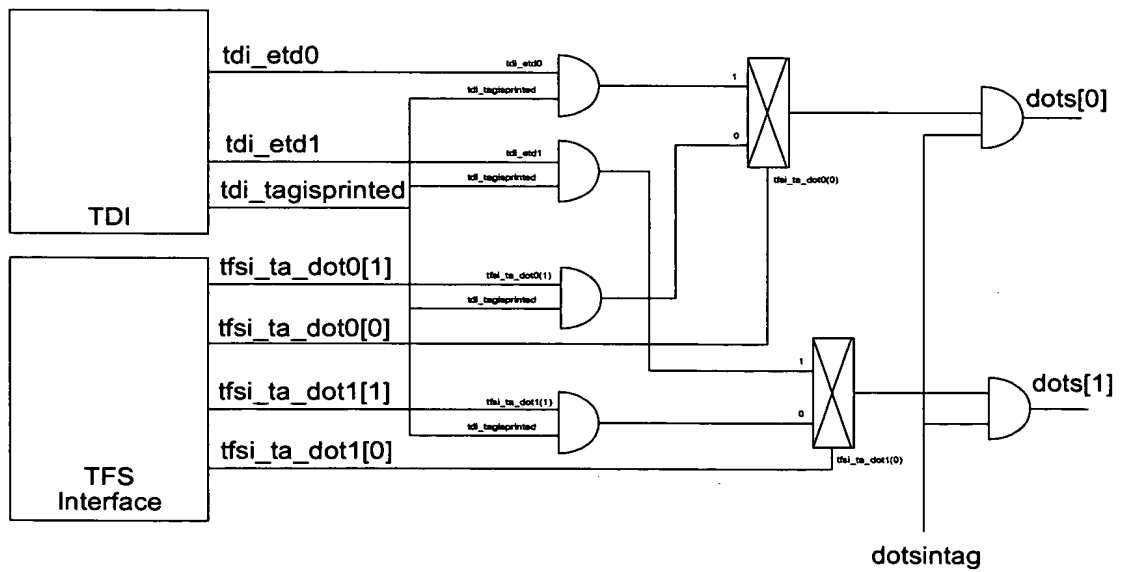 tdi_etd0
tdi_etd0
tdi_tagisprinted
1
0
dots[0]
tdi_etd1
tdi_etd1
tdi_tagisprinted
tdi_tagisprinted
tfsi_ta_dot0(0)
TDI
tfsi_ta_dot0[1]
tfsi_ta_dot0(1)
tdi_tagisprinted
tfsi_ta_dot0[0]
1
0
dots[1]
tfsi_ta_dot1[1]
tfsi_ta_dot1(1)
tdi_tagisprinted
tfsi_ta_dot1[0]
tfsi_ta_dot1(0)
TFS
Interface
dotsintag